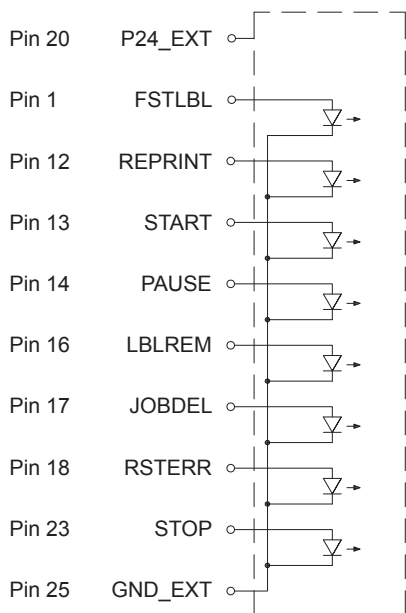 Pin 20 P24_EXT
Pin 1 FSTLBL
Pin 12 REPRINT
Pin 13 START
Pin 14 PAUSE
Pin 16 LBLREM
Pin 17 JOBDEL
Pin 18 RSTERR
Pin 23 STOP
Pin 25 GND_EXT